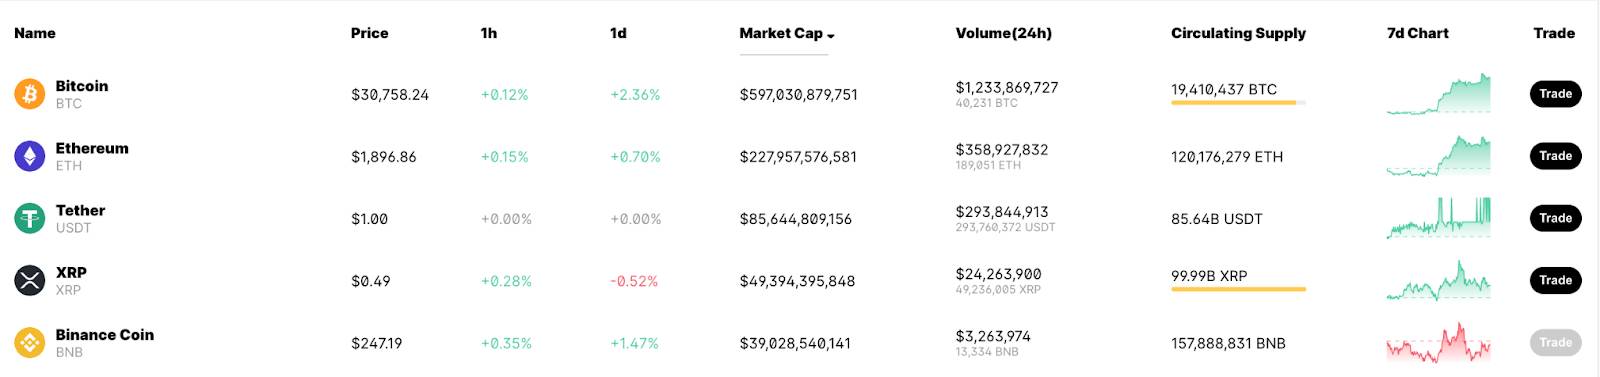 Name Price 1h 1d Market Cap Volume(24h) Circulating Supply 7d Chart Trade
Bitcoin
BTC
$30,758.24 +0.12% +2.36% $597,030,879,751
$1,233,869,727
40,231 BTC
19,410,437 BTC
Trade
Ethereum
ETH
$1,896.86 +0.15% +0.70% $227,957,576,581
$358,927,832
189,051 ETH
120,176,279 ETH
Trade
Tether
USDT
$1.00 +0.00% +0.00% $85,644,809,156
$293,844,913
293,760,372 USDT
85.64B USDT
Trade
XRP
XRP
$0.49 +0.28% -0.52% $49,394,395,848
$24,263,900
49,236,005 XRP
99.99B XRP
Trade
Binance Coin
BNB
$247.19 +0.35% +1.47% $39,028,540,141
$3,263,974
13,334 BNB
157,888,831 BNB
Trade